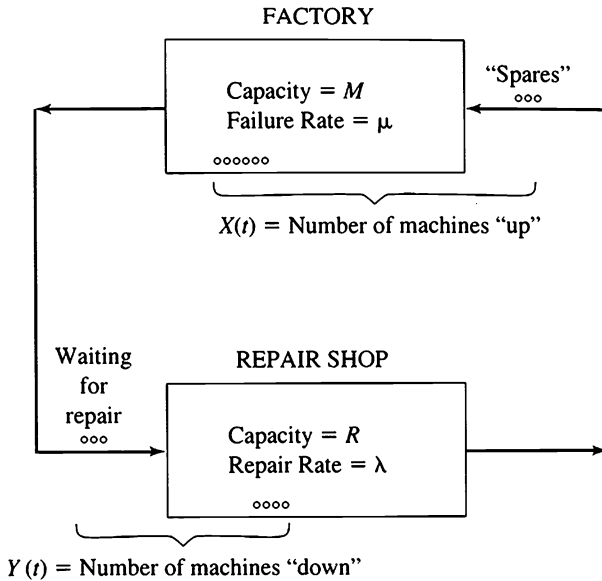 FACTORY
Capacity = M
Failure Rate = μ
“Spares”
X(t) = Number of machines “up”
Waiting
for
repair
REPAIR SHOP
Capacity = R
Repair Rate = λ
Y (t) = Number of machines “down”